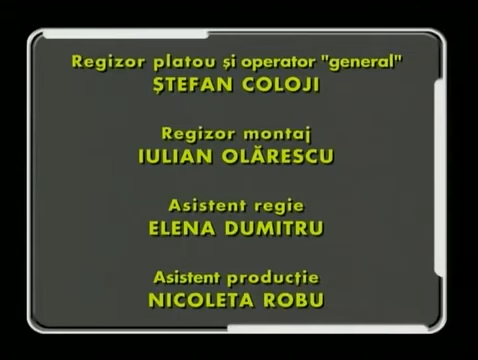 Regizor platou și operator "general"
ȘTEFAN COLOJI
Regizor montaj
IULIAN OLĂRESCU
Asistent regie
ELENA DUMITRU
Asistent producție
NICOLETA ROBU